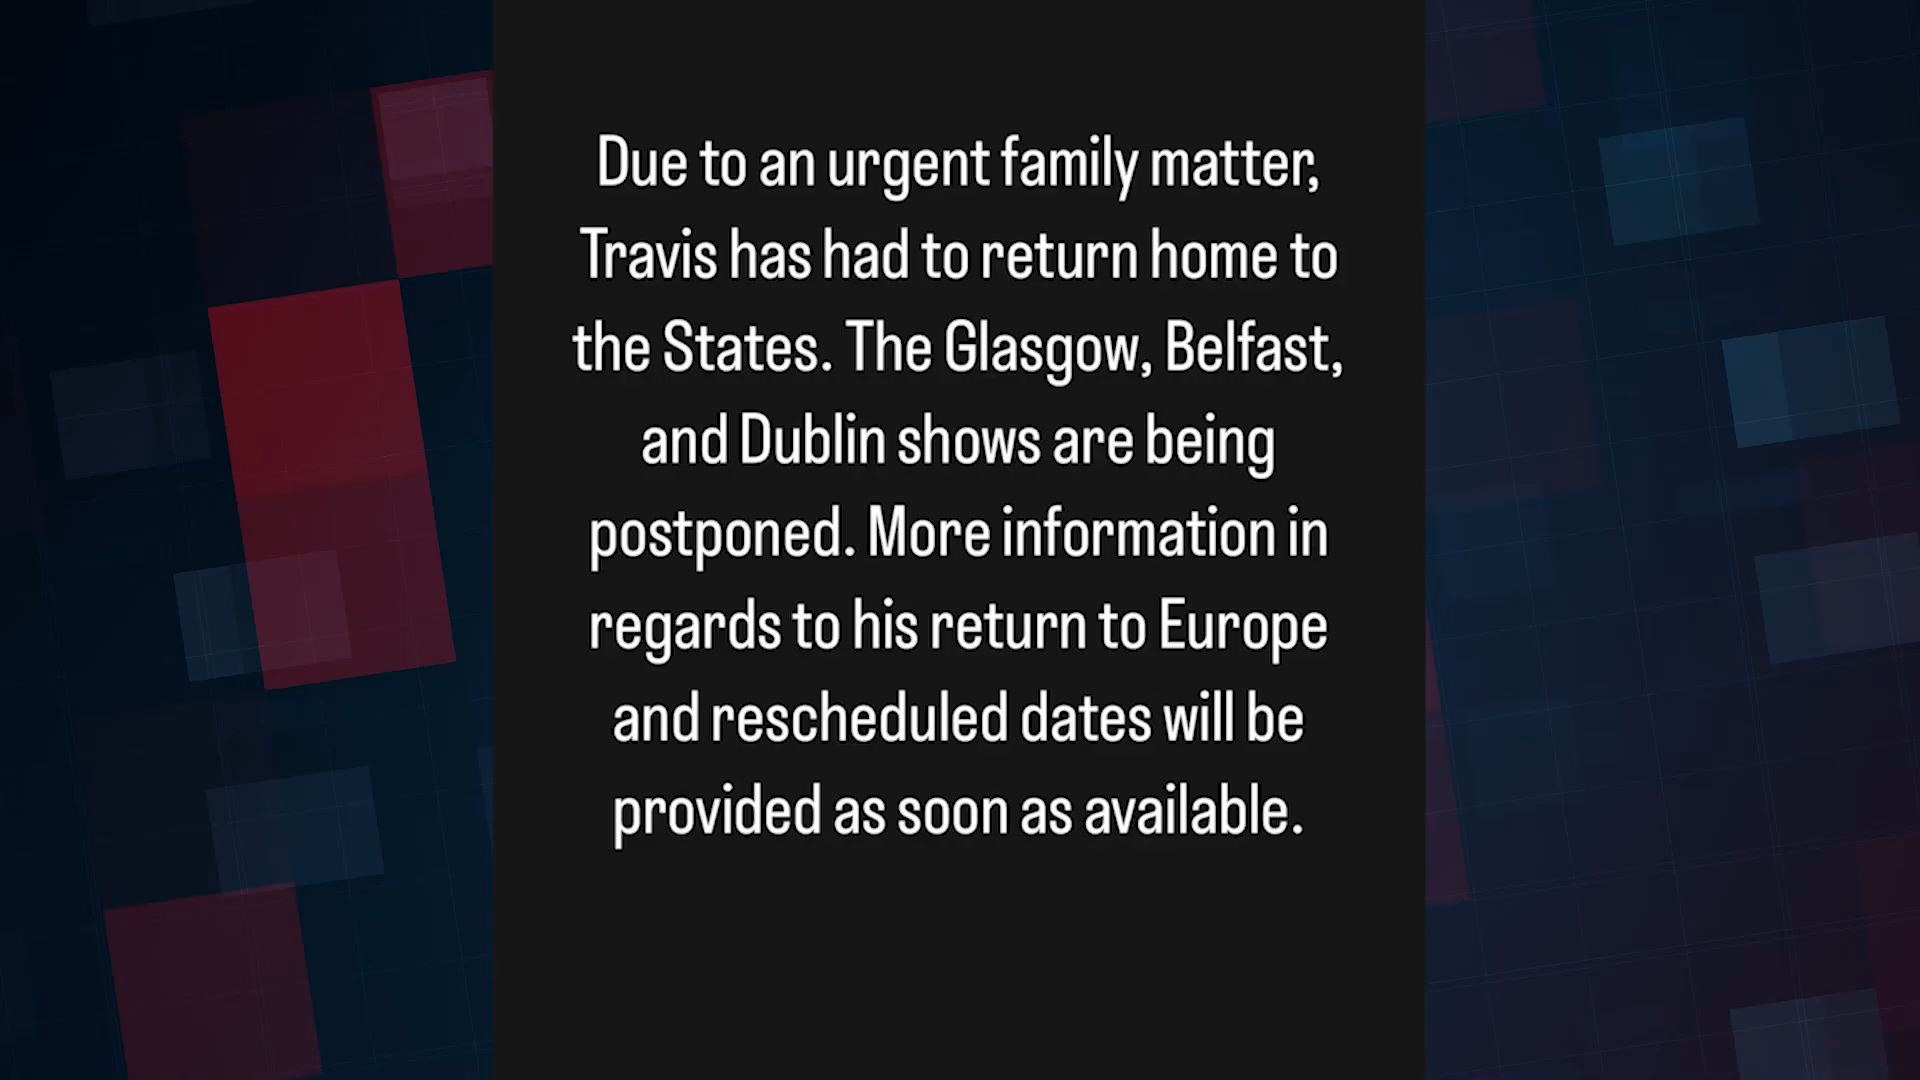 Due to an urgent family matter,
Travis has had to return home to
the States. The Glasgow, Belfast,
and Dublin shows are being
postponed. More information in
regards to his return to Europe
and rescheduled dates will be
provided as soon as available.